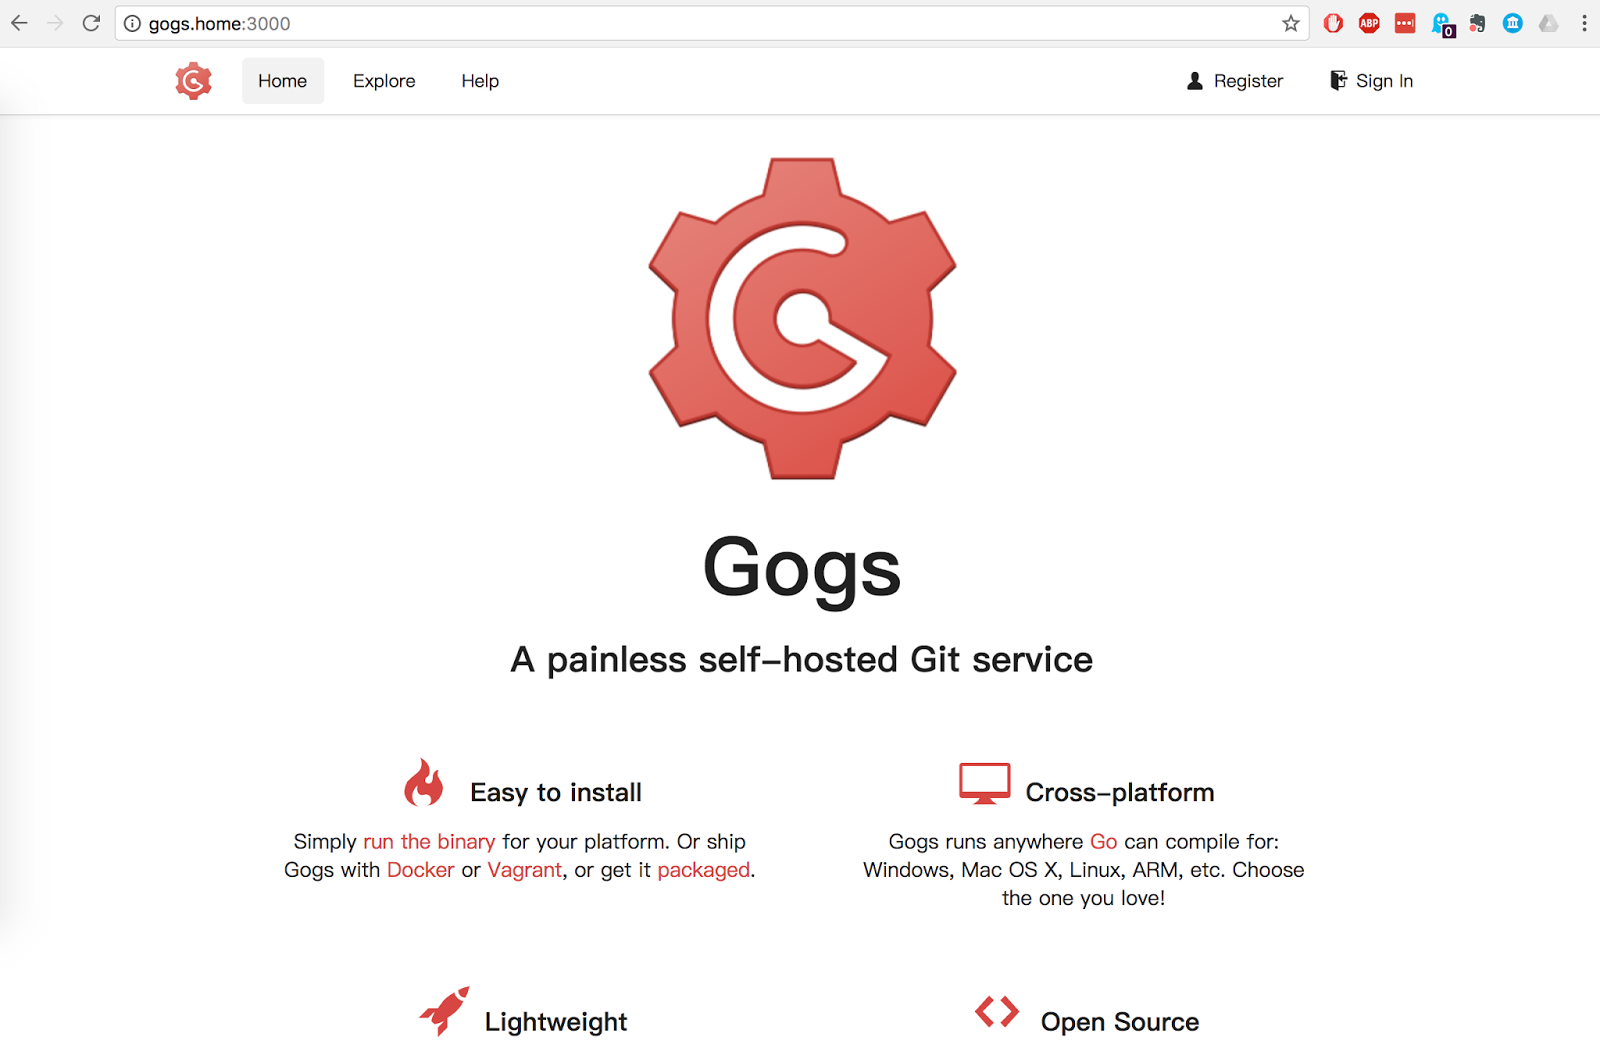 gogs.home:3000
ABP
0
Home
Explore
Help
Register
Sign In
Gogs
A painless self-hosted Git service
Easy to install
Simply run the binary for your platform. Or ship
Gogs with Docker or Vagrant, or get it packaged.
Cross-platform
Gogs runs anywhere Go can compile for:
Windows, Mac OS X, Linux, ARM, etc. Choose
the one you love!
Lightweight
Open Source